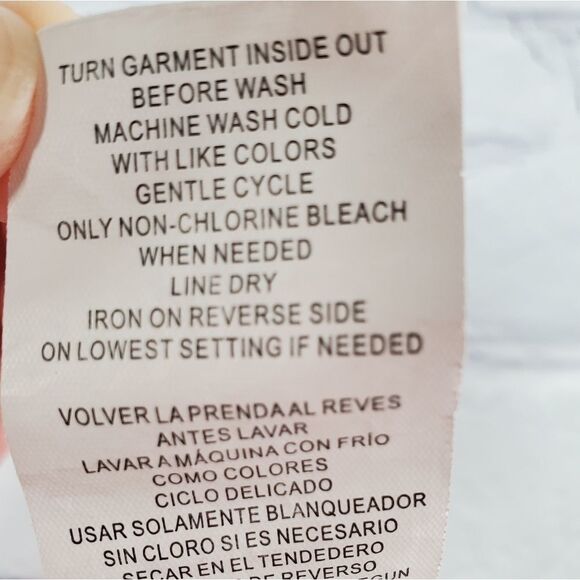 TURN GARMENT INSIDE OUT
BEFORE WASH
MACHINE WASH COLD
WITH LIKE COLORS
GENTLE CYCLE
ONLY NON-CHLORINE BLEACH
WHEN NEEDED
LINE DRY
IRON ON REVERSE SIDE
ON LOWEST SETTING IF NEEDED
VOLVER LA PRENDA AL REVES
ANTES LAVAR
LAVAR A MÁQUINA CON FRÍO
COMO COLORES
CICLO DELICADO
USAR SOLAMENTE BLANQUEADOR
SIN CLORO SI ES NECESARIO
SECAR EN EL TENDEDERO
DE REVERSO